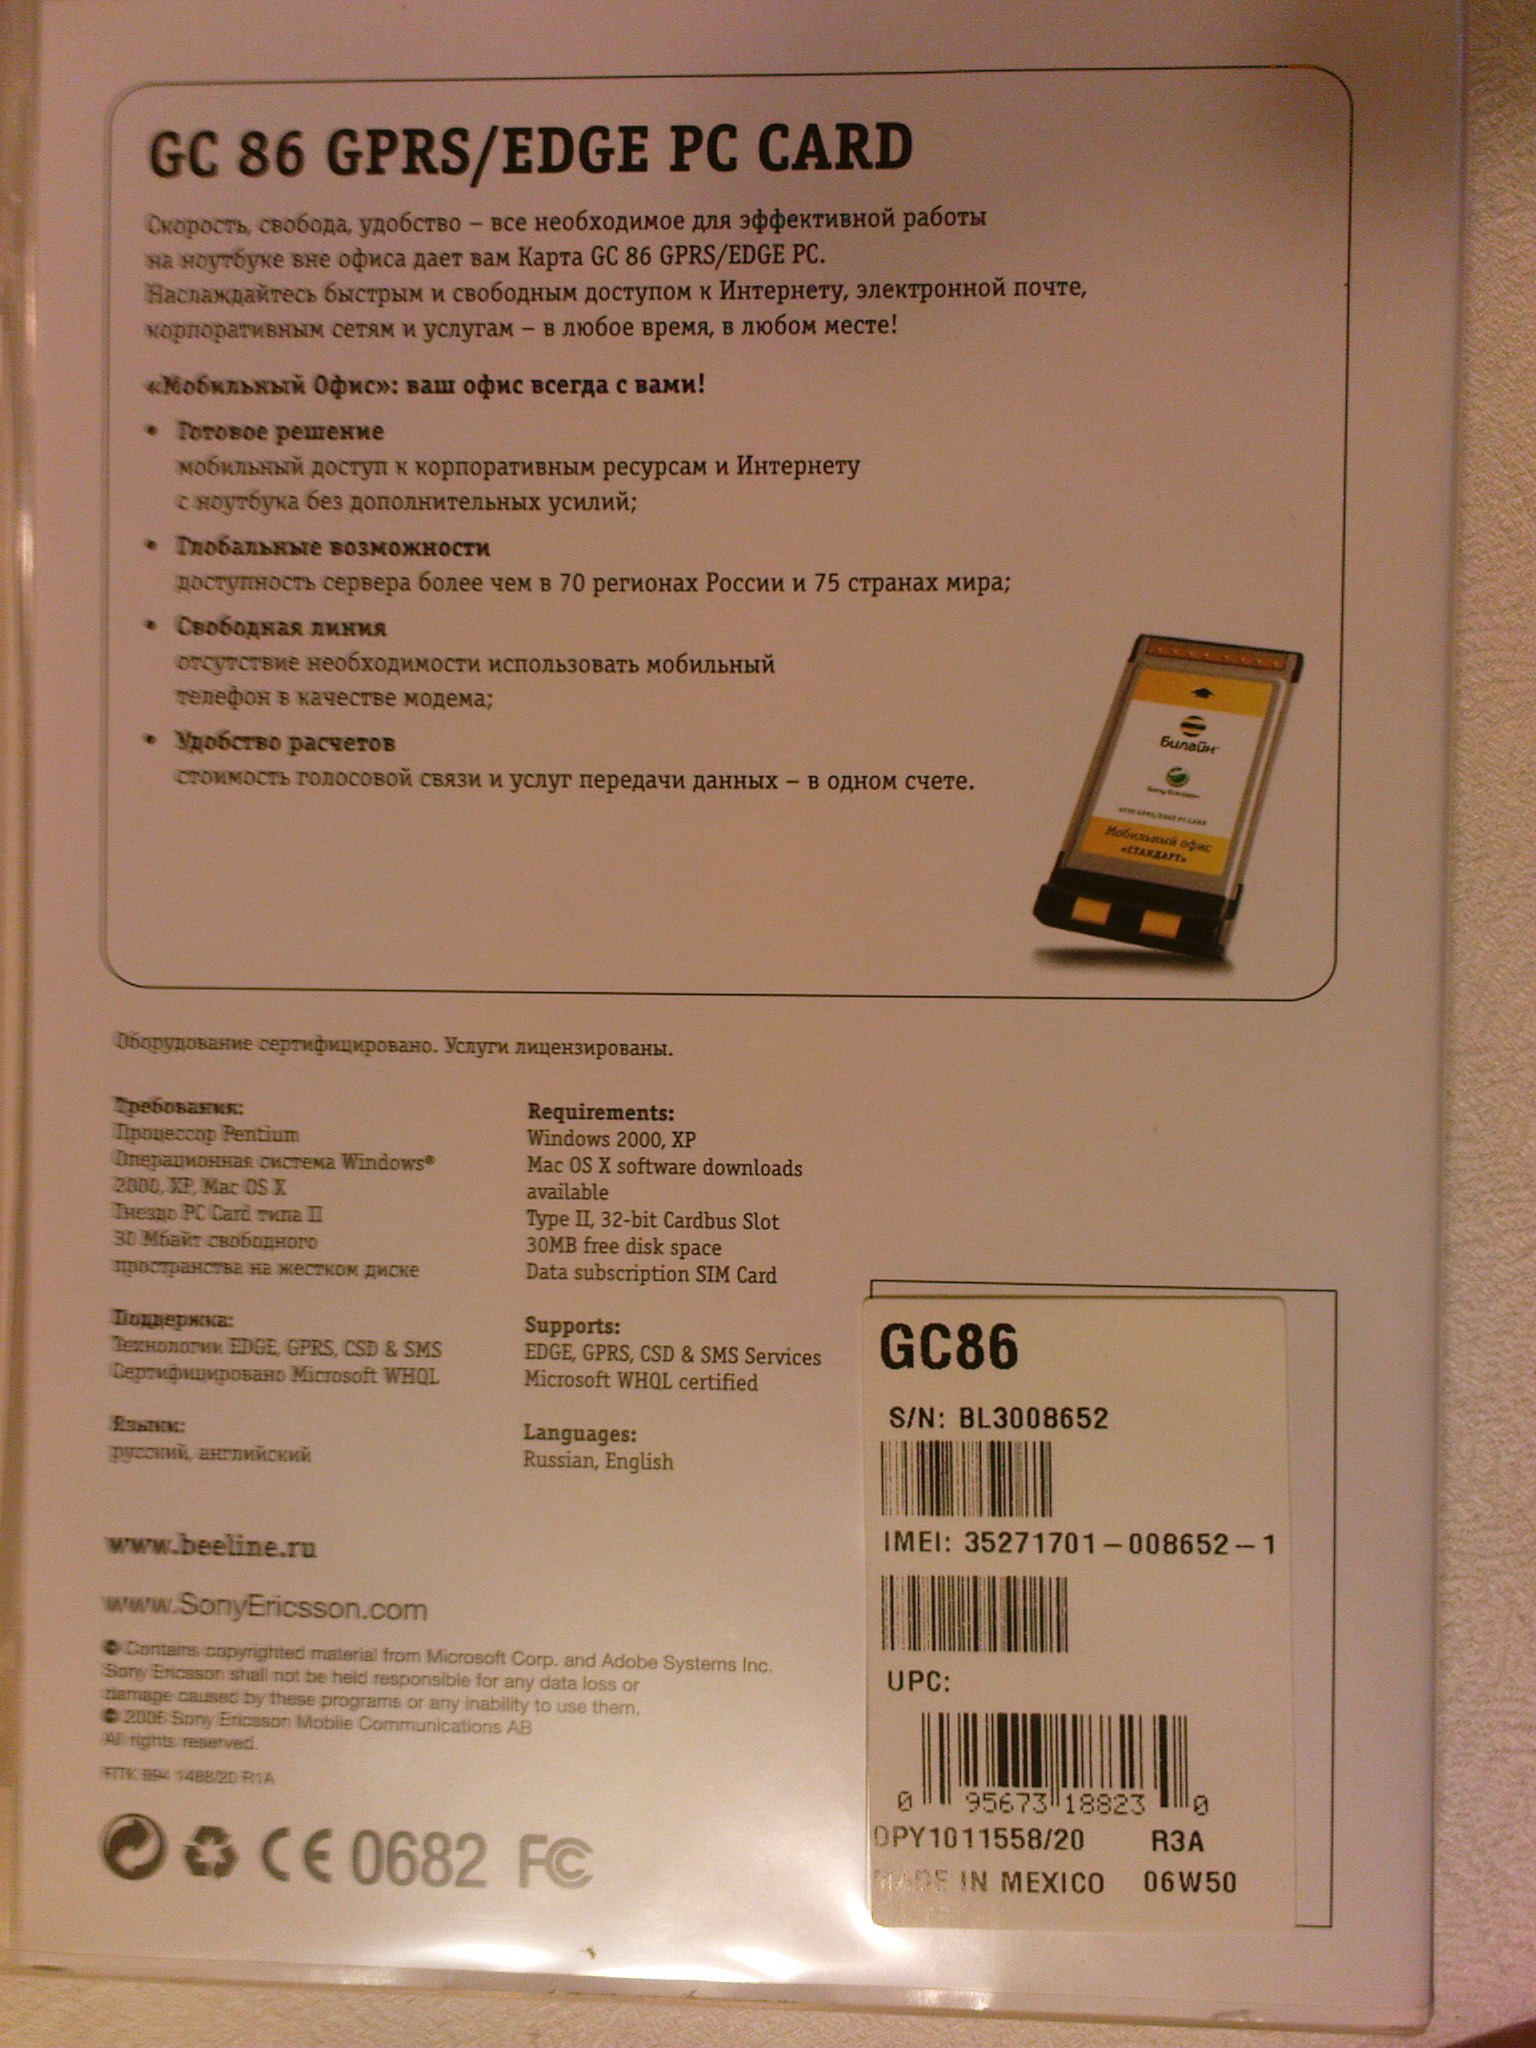 GC 86 GPRS/EDGE PC CARD
Скорость, свобода, удобство – все необходимое для эффективной работы
на ноутбуке вне офиса дает вам Карта GC 86 GPRS/EDGE PC.
Наслаждайтесь быстрым и свободным доступом к Интернету, электронной почте,
корпоративным сетям и услугам – в любое время, в любом месте!
«Мобильный Офис»: ваш офис всегда с вами!
• Готовое решение
мобильный доступ к корпоративным ресурсам и Интернету
с ноутбука без дополнительных усилий;
• Глобальные возможности
доступность сервера более чем в 70 регионах России и 75 странах мира;
• Свободная линия
отсутствие необходимости использовать мобильный
телефон в качестве модема;
• Удобство расчетов
стоимость голосовой связи и услуг передачи данных – в одном счете.
Билайн
Sony Ericsson
GC86 GPRS/EDGE PC CARD
Мобильный офис
«СТАНДАРТ»
Оборудование сертифицировано. Услуги лицензированы.
Требования:
Процессор Pentium
Операционная система Windows®
2000, XP, Mac OS X
Гнездо PC Card типа II
30 Мбайт свободного
пространства на жестком диске
Поддержка:
Технологии EDGE, GPRS, CSD & SMS
Сертифицировано Microsoft WHQL
Языки:
русский, английский
Requirements:
Windows 2000, XP
Mac OS X software downloads
available
Type II, 32-bit Cardbus Slot
30MB free disk space
Data subscription SIM Card
Supports:
EDGE, GPRS, CSD & SMS Services
Microsoft WHQL certified
Languages:
Russian, English
www.beeline.ru
www.SonyEricsson.com
© Contains copyrighted material from Microsoft Corp. and Adobe Systems Inc.
Sony Ericsson shall not be held responsible for any data loss or
damage caused by these programs or any inability to use them.
© 2006 Sony Ericsson Mobile Communications AB
All rights reserved.
1488/20 R1A
CE 0682 FC
GC86
S/N: BL3008652
IMEI: 35271701-008652-1
UPC:
0 95673 18823 0
DPY1011558/20 R3A
MADE IN MEXICO 06W50